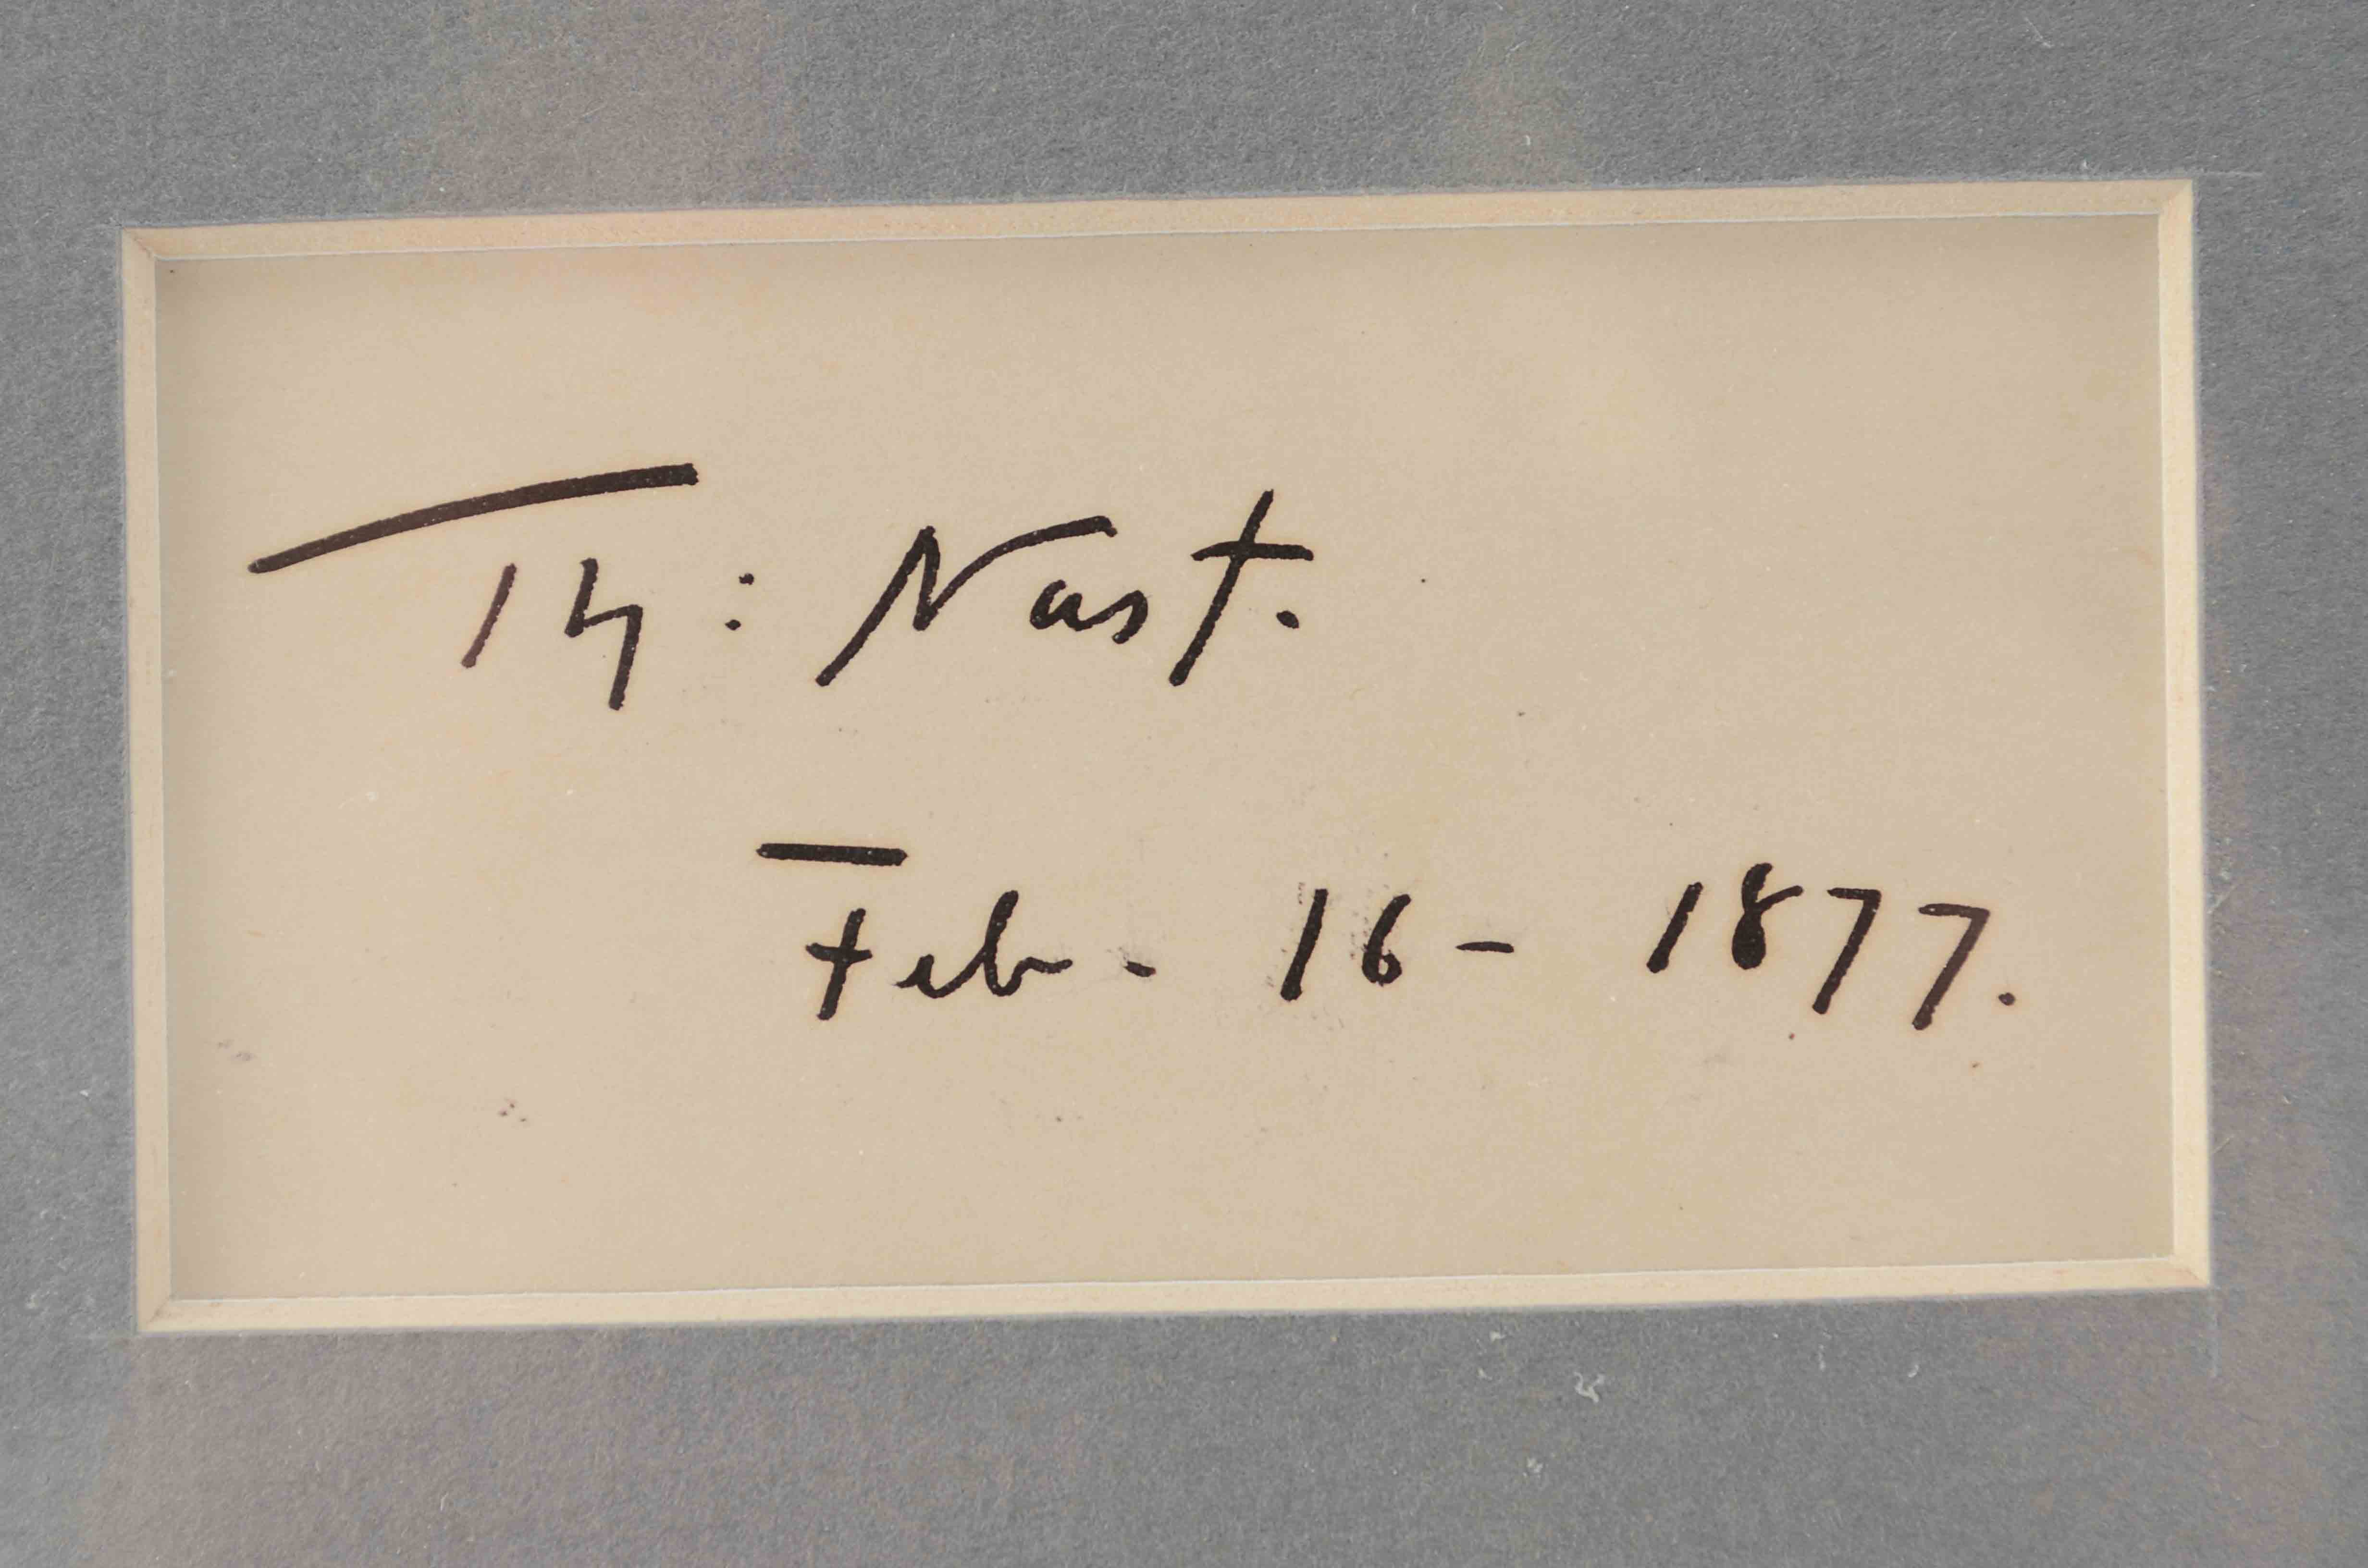 Th: Nast.
Feb. 16 - 1877.